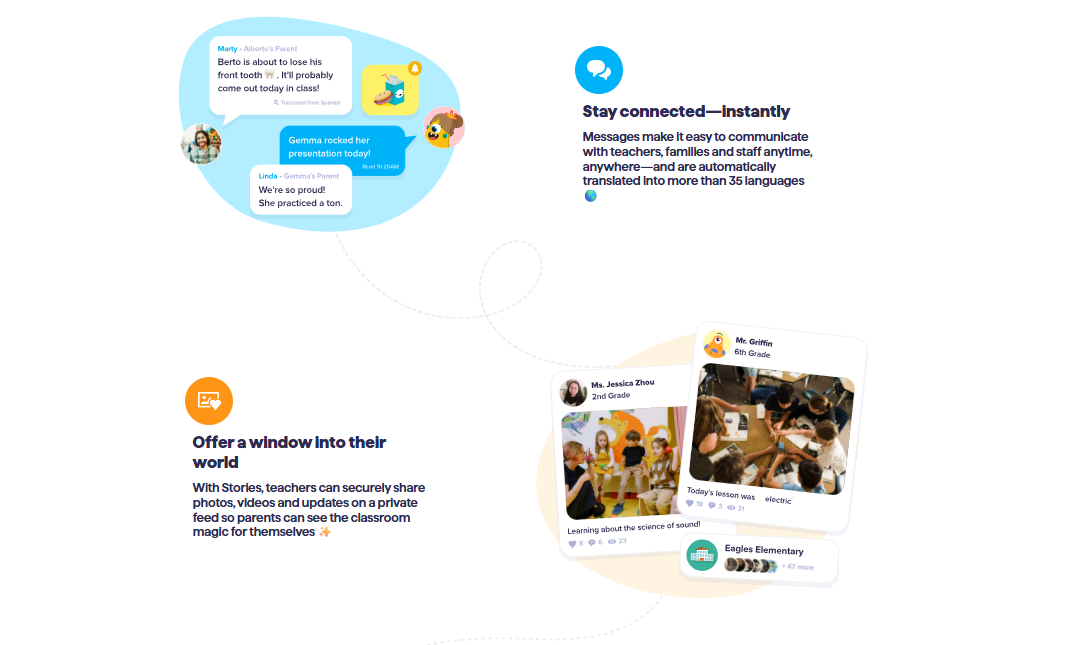 Marty • Alberto's Parent
Berto is about to lose his
front tooth 🦷 . It'll probably
come out today in class!
Translated from Spanish
Gemma rocked her
presentation today!
Read 10:20AM
Linda • Gemma's Parent
We're so proud!
She practiced a ton.
Stay connected—instantly
Messages make it easy to communicate
with teachers, families and staff anytime,
anywhere—and are automatically
translated into more than 35 languages
🌎
Offer a window into their
world
With Stories, teachers can securely share
photos, videos and updates on a private
feed so parents can see the classroom
magic for themselves ✨
Ms. Jessica Zhou
2nd Grade
Learning about the science of sound!
8 6 23
Mr. Griffin
6th Grade
Today's lesson was electric
18 3 31
Eagles Elementary
+ 47 more